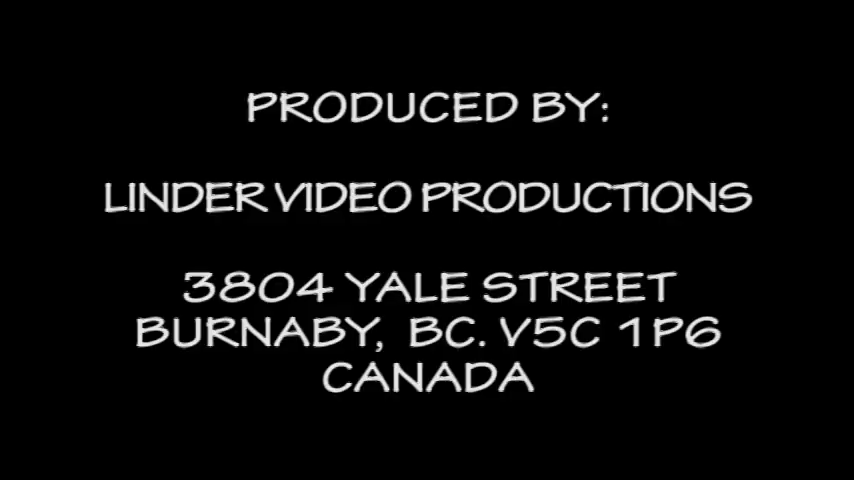 PRODUCED BY:
LINDER VIDEO PRODUCTIONS
3804 YALE STREET
BURNABY, BC. V5C 1P6
CANADA